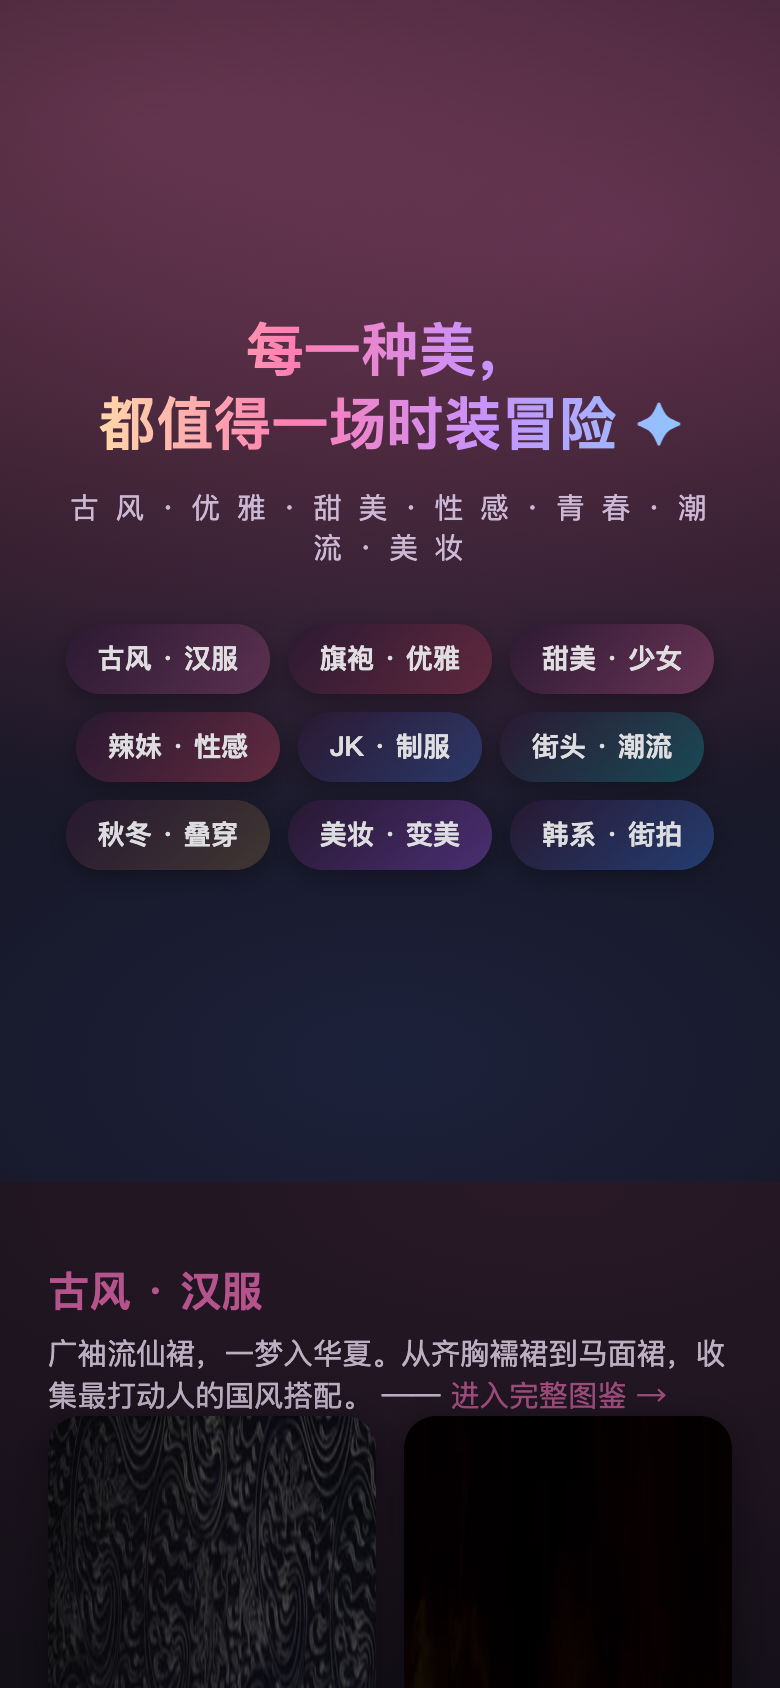 每一种美，
都值得一场时装冒险 ✦
古风 · 优雅 · 甜美 · 性感 · 青春 · 潮
流 · 美妆
古风 · 汉服
旗袍 · 优雅
甜美 · 少女
辣妹 · 性感
JK · 制服
街头 · 潮流
秋冬 · 叠穿
美妆 · 变美
韩系 · 街拍
古风 · 汉服
广袖流仙裙，一梦入华夏。从齐胸襦裙到马面裙，收
集最打动人的国风搭配。 —— 进入完整图鉴 →